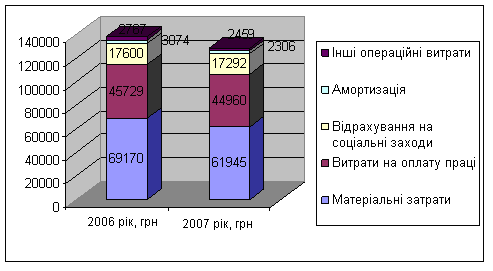 140000
120000
100000
80000
60000
40000
20000
0
3074
17600
45729
69170
2459
2306
17292
44960
61945
2006 рік, грн
2007 рік, грн
Інші операційні витрати
Амортизація
Відрахування на
соціальні заходи
Витрати на оплату праці
Матеріальні затрати